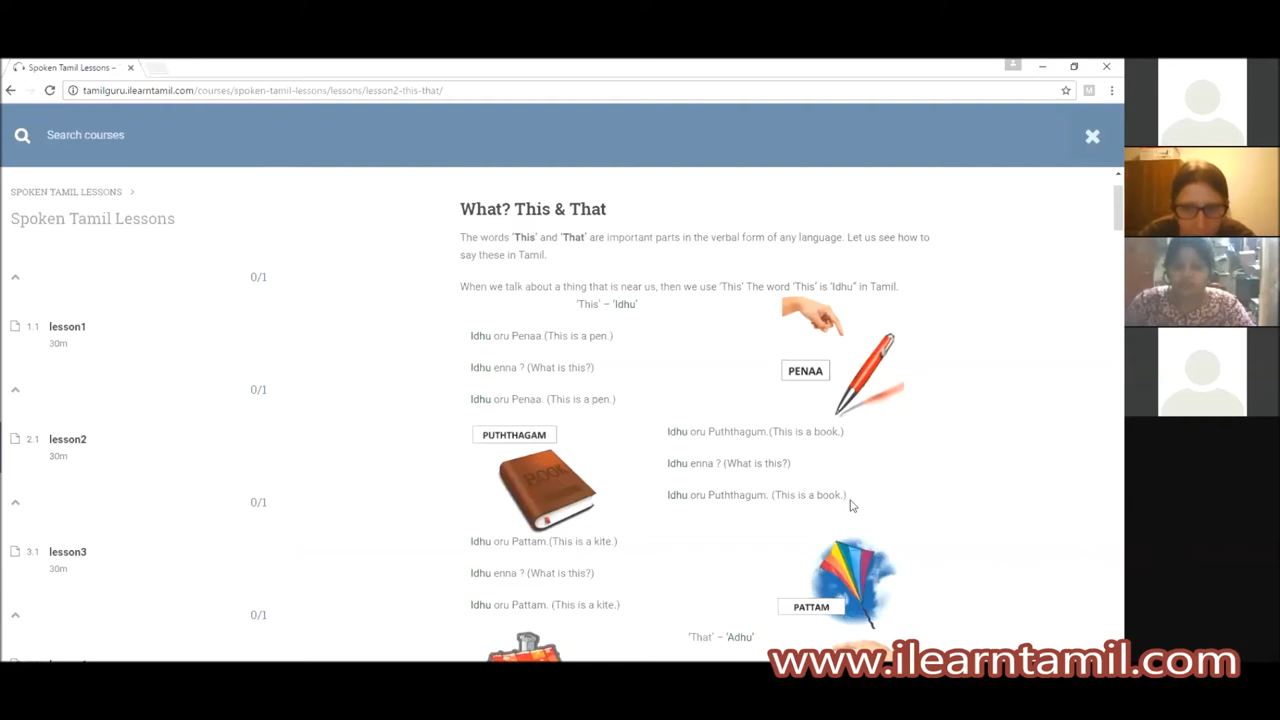 Spoken Tamil Lessons –
tamilguru.ilearntamil.com/courses/spoken-tamil-lessons/lessons/lesson2-this-that/
M
Search courses
SPOKEN TAMIL LESSONS
Spoken Tamil Lessons
0/1
1.1 lesson1
30m
0/1
2.1 lesson2
30m
0/1
3.1 lesson3
30m
0/1
What? This & That
The words 'This' and 'That' are important parts in the verbal form of any language. Let us see how to
say these in Tamil.
When we talk about a thing that is near us, then we use 'This' The word 'This' is 'Idhu" in Tamil.
'This' – 'Idhu'
Idhu oru Penaa.(This is a pen.)
Idhu enna ? (What is this?)
Idhu oru Penaa. (This is a pen.)
PENAA
PUTHTHAGAM
BOOK
Idhu oru Puththagum.(This is a book.)
Idhu enna ? (What is this?)
Idhu oru Puththagum. (This is a book.)
Idhu oru Pattam.(This is a kite.)
Idhu enna ? (What is this?)
Idhu oru Pattam. (This is a kite.)
PATTAM
'That' – 'Adhu'
www.ilearntamil.com